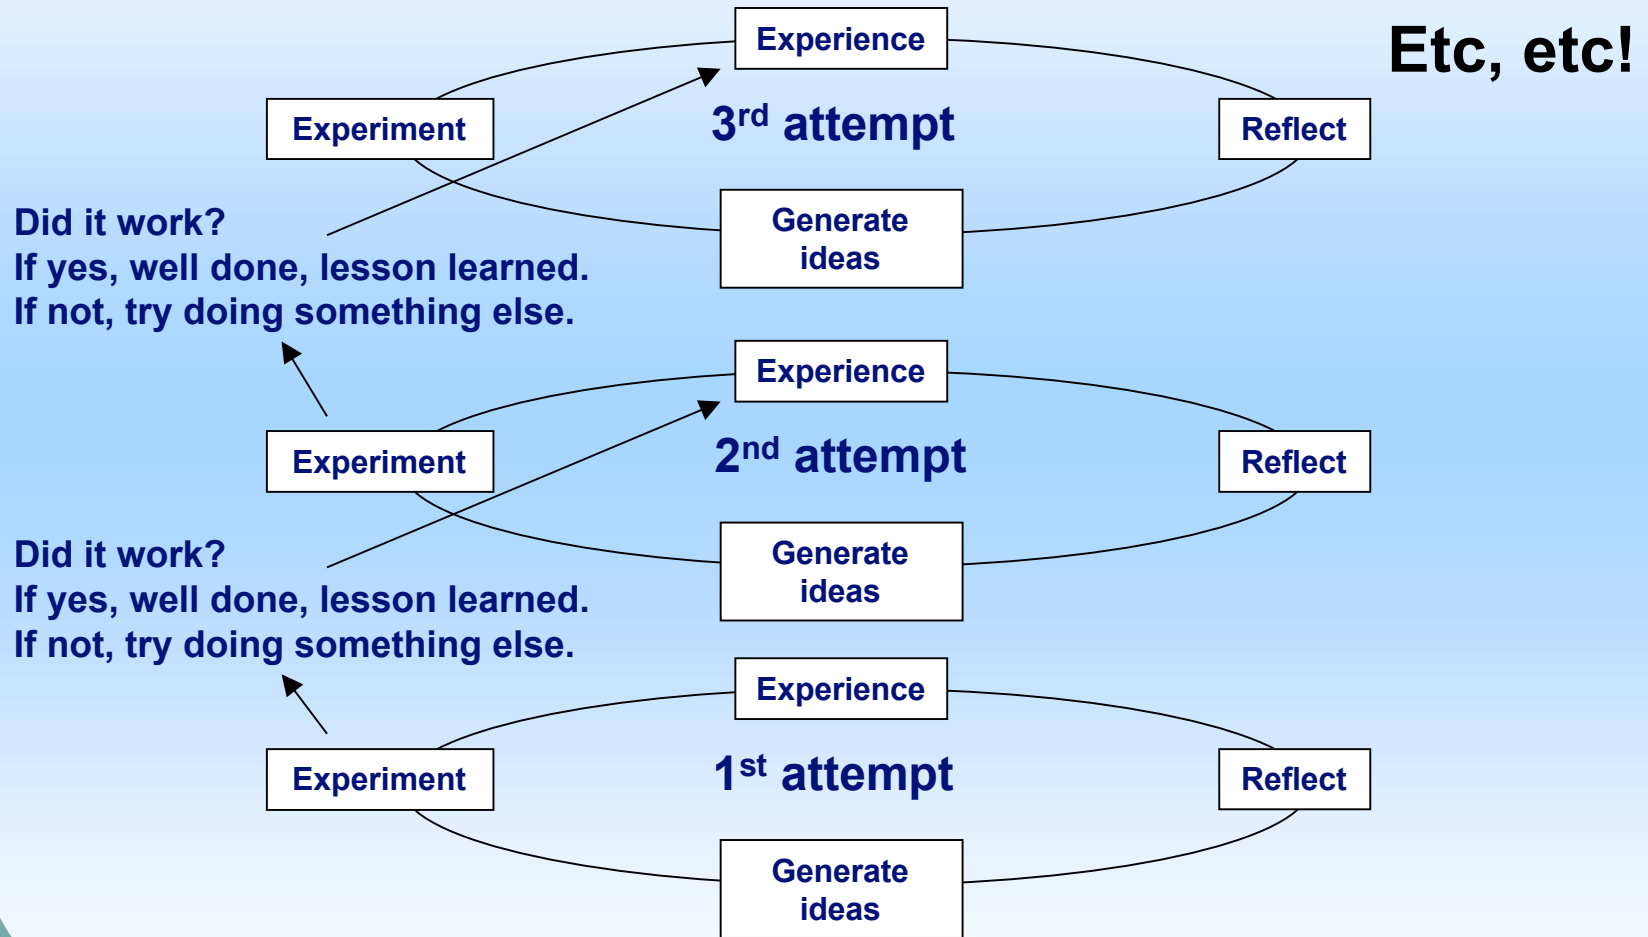 Experience
Etc, etc!
Experiment
3rd attempt
Reflect
Generate
ideas
Did it work?
If yes, well done, lesson learned.
If not, try doing something else.
Experience
Experiment
2nd attempt
Reflect
Generate
ideas
Did it work?
If yes, well done, lesson learned.
If not, try doing something else.
Experience
Experiment
1st attempt
Reflect
Generate
ideas